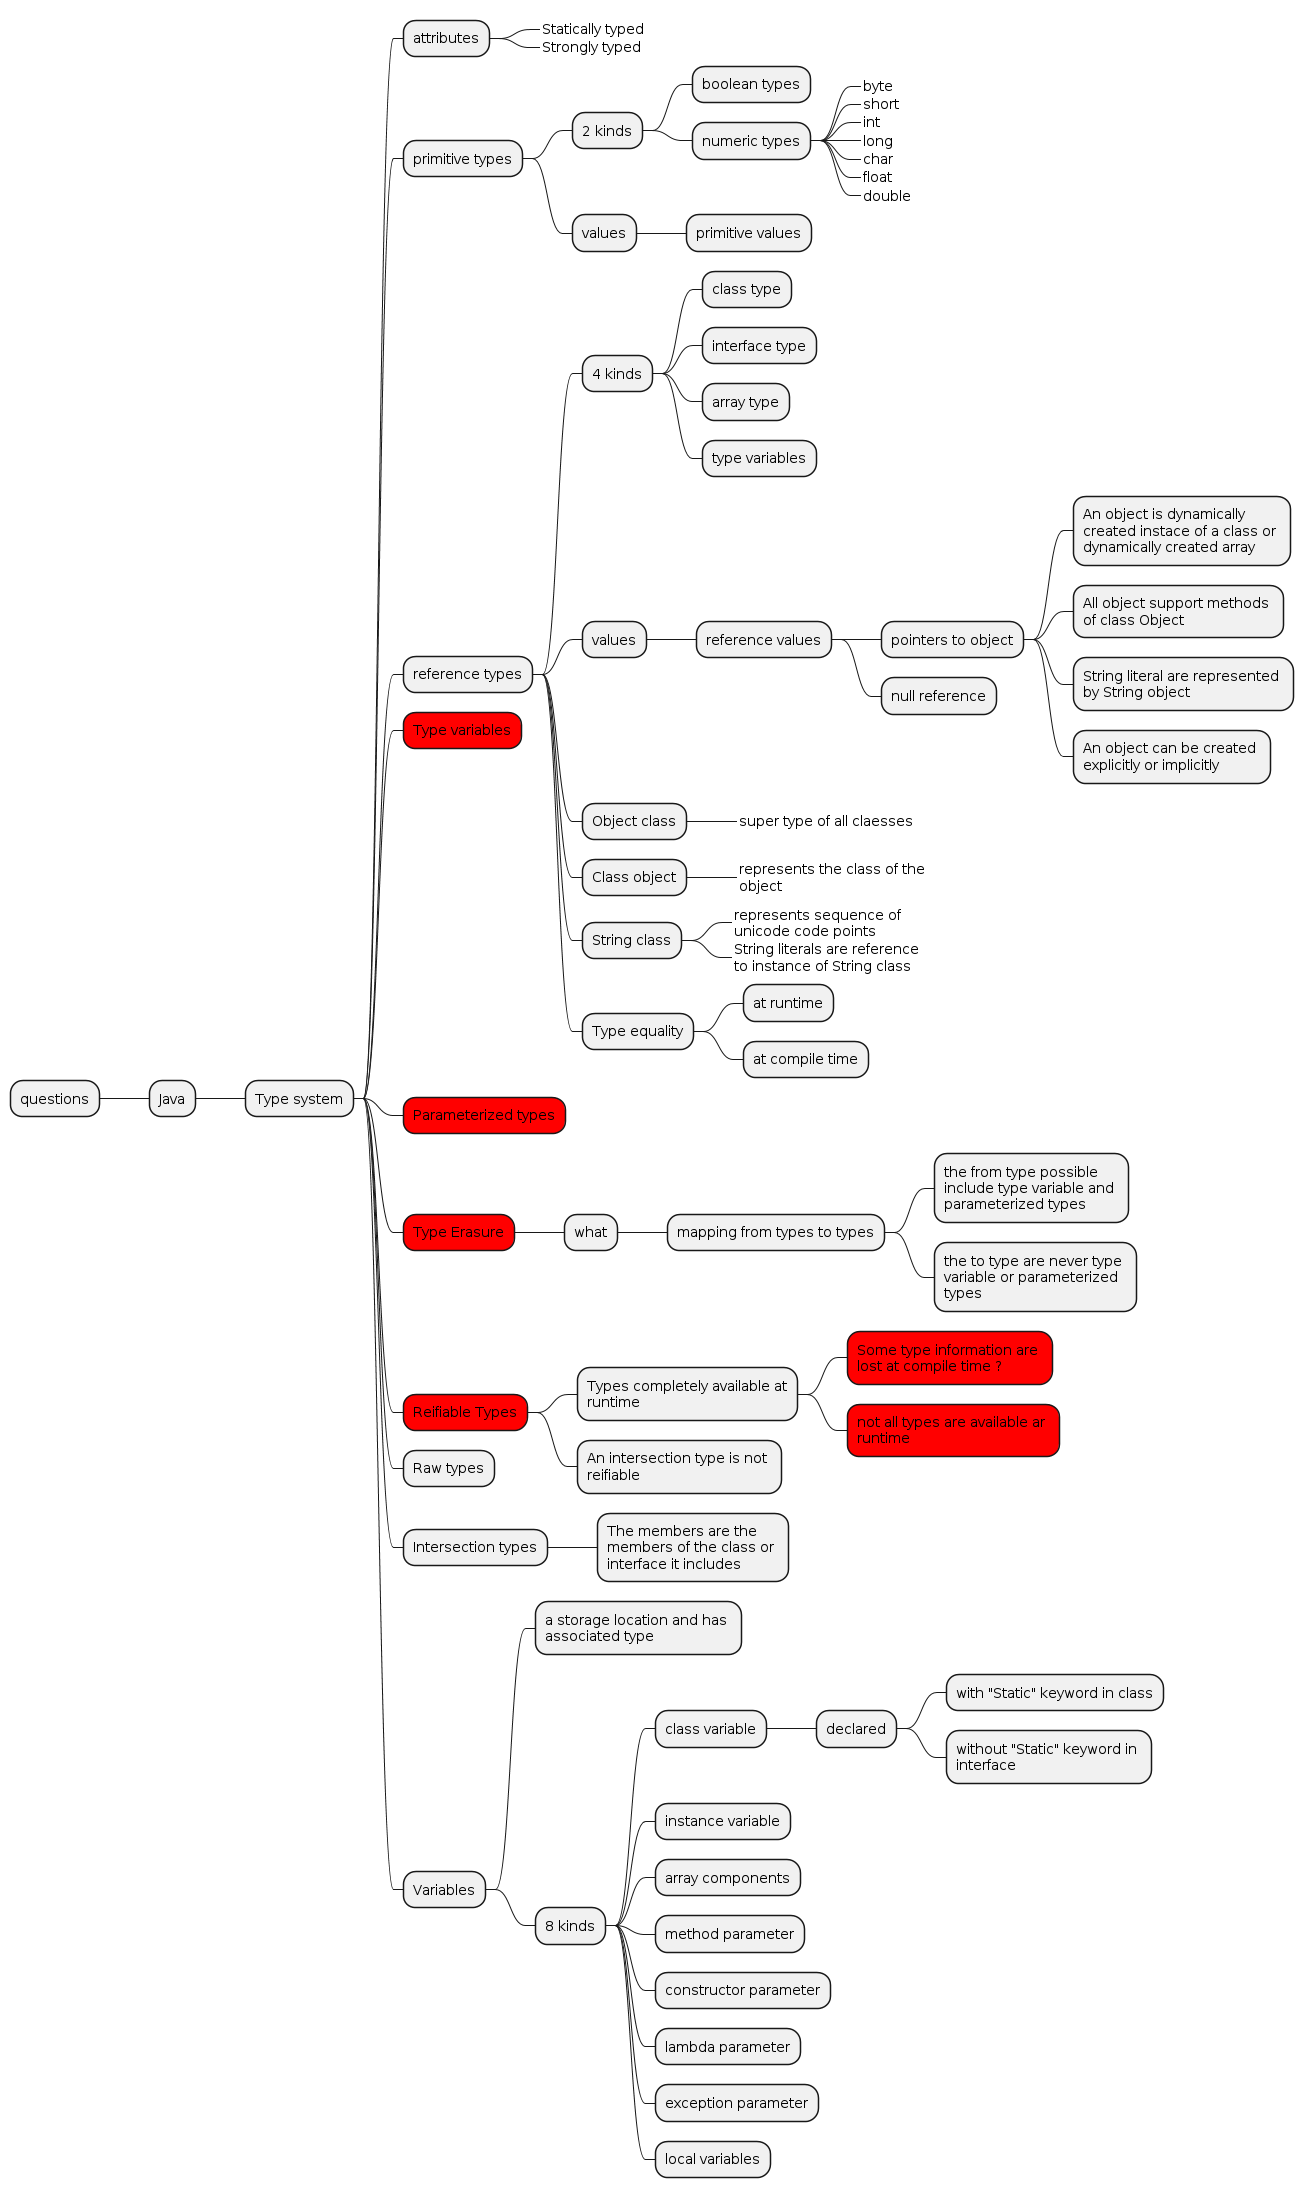 questions
Java
Type system
attributes
Statically typed
Strongly typed
primitive types
2 kinds
boolean types
numeric types
byte
short
int
long
char
float
double
values
primitive values
reference types
4 kinds
class type
interface type
array type
type variables
values
reference values
pointers to object
An object is dynamically
created instace of a class or
dynamically created array
All object support methods
of class Object
String literal are represented
by String object
An object can be created
explicitly or implicitly
null reference
Object class
super type of all claesses
Class object
represents the class of the
object
String class
represents sequence of
unicode code points
String literals are reference
to instance of String class
Type equality
at runtime
at compile time
Type variables
Parameterized types
Type Erasure
what
mapping from types to types
the from type possible
include type variable and
parameterized types
the to type are never type
variable or parameterized
types
Reifiable Types
Types completely available at
runtime
Some type information are
lost at compile time ?
not all types are available ar
runtime
An intersection type is not
reifiable
Raw types
Intersection types
The members are the
members of the class or
interface it includes
Variables
a storage location and has
associated type
8 kinds
class variable
declared
with "Static" keyword in class
without "Static" keyword in
interface
instance variable
array components
method parameter
constructor parameter
lambda parameter
exception parameter
local variables